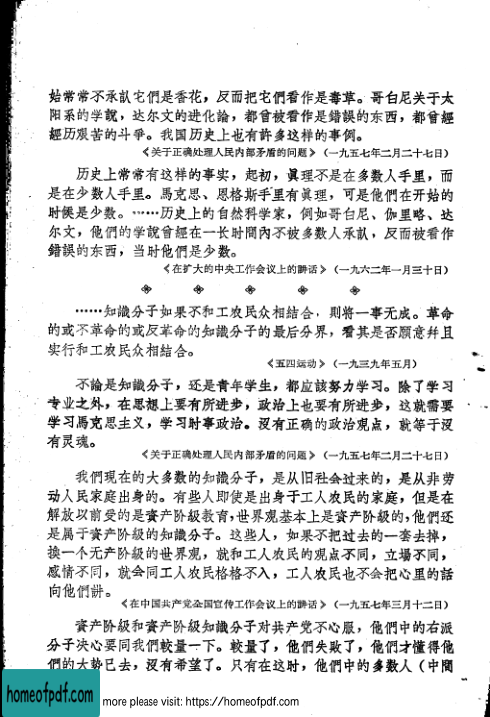 始常常不承訒它們是香花，反而把它們看作是毒草。哥白尼关于太
阳系的学說，达尔文的进化論，都曾被看作是錯誤的东西，都曾經
經历艰苦的斗爭。我国历史上也有許多这样的事例。
《关于正确处理人民內部矛盾的問題》（一九五七年二月二十七日）
历史上常常有这样的事实，起初，眞理不是在多数人手里，而
是在少数人手里。馬克思、恩格斯手里有眞理，可是他們在开始的
时候是少数。……历史上的自然科学家，例如哥白尼、伽里略、达
尔文，他們的学說曾經在一长时間內不被多数人承訒，反而被看作
錯誤的东西，当时他們是少数。
《在扩大的中央工作会议上的讲話》（一九六二年一月三十日）
……知識分子如果不和工农民众相結合，則将一事无成。革命
的或不革命的或反革命的知識分子的最后分界，看其是否愿意幷且
实行和工农民众相結合。
《五四运动》（一九三九年五月）
不論是知識分子，还是青年学生，都应該努力学习。除了学习
专业之外，在思想上要有所进步，政治上也要有所进步，这就需要
学习馬克思主义，学习时事政治。沒有正确的政治观点，就等于沒
有灵魂。
《关于正确处理人民內部矛盾的問題》（一九五七年二月二十七日）
我們現在的大多数的知識分子，是从旧社会过来的，是从非劳
动人民家庭出身的。有些人即使是出身于工人农民的家庭，但是在
解放以前受的是資产阶級教育，世界观基本上是資产阶級的，他們还
是属于資产阶級的知識分子。这些人，如果不把过去的一套去掉，
換一个无产阶級的世界观，就和工人农民的观点不同，立場不同，
感情不同，就会同工人农民格格不入，工人农民也不会把心里的話
向他們讲。
《在中国共产党全国宣传工作会议上的讲話》（一九五七年三月十二日）
資产阶級和資产阶級知識分子对共产党不心服，他們中的右派
分子决心要同我們較量一下。較量了，他們失敗了，他們才懂得他
們的大势已去，沒有希望了。只有在这时，他們中的多数人（中間
homeofpdf.com
more please visit: https://homeofpdf.com